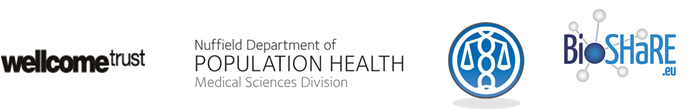 wellcometrust
Nuffield Department of
POPULATION HEALTH
Medical Sciences Division
BioSHaRE
.eu